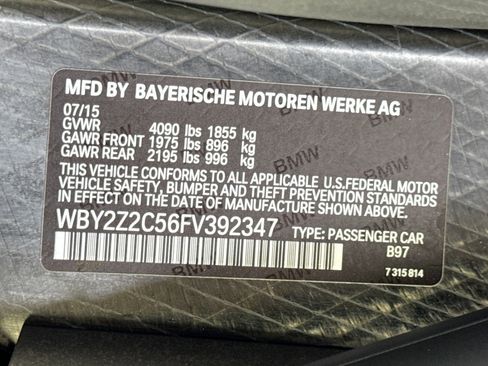 MFD BY BAYERISCHE MOTOREN WERKE AG
07/15
GVWR 4090 lbs 1855 kg
GAWR FRONT 1975 lbs 896 kg
GAWR REAR 2195 lbs 996 kg
THIS VEHICLE CONFORMS TO ALL APPLICABLE U.S.FEDERAL MOTOR
VEHICLE SAFETY, BUMPER AND THEFT PREVENTION STANDARDS
IN EFFECT ON THE DATE OF MANUFACTURE SHOWN ABOVE.
WBY2Z2C56FV392347 TYPE: PASSENGER CAR
B97
7 315 814